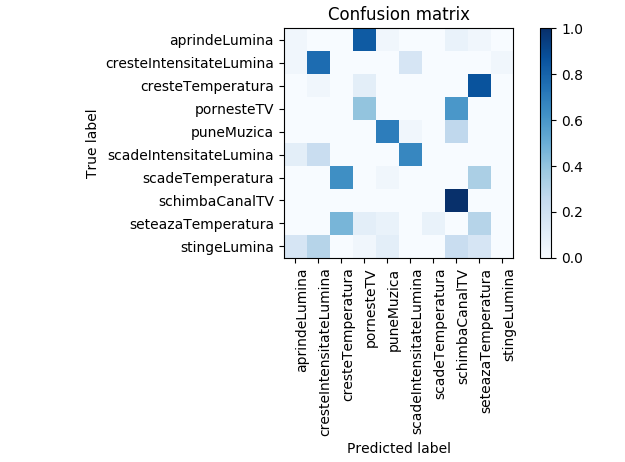 Confusion matrix
True label
aprindeLumina
cresteIntensitateLumina
cresteTemperatura
pornesteTV
puneMuzica
scadeIntensitateLumina
scadeTemperatura
schimbaCanalTV
seteazaTemperatura
stingeLumina
aprindeLumina
cresteIntensitateLumina
cresteTemperatura
pornesteTV
puneMuzica
scadeIntensitateLumina
scadeTemperatura
schimbaCanalTV
seteazaTemperatura
stingeLumina
Predicted label
1.0
0.8
0.6
0.4
0.2
0.0